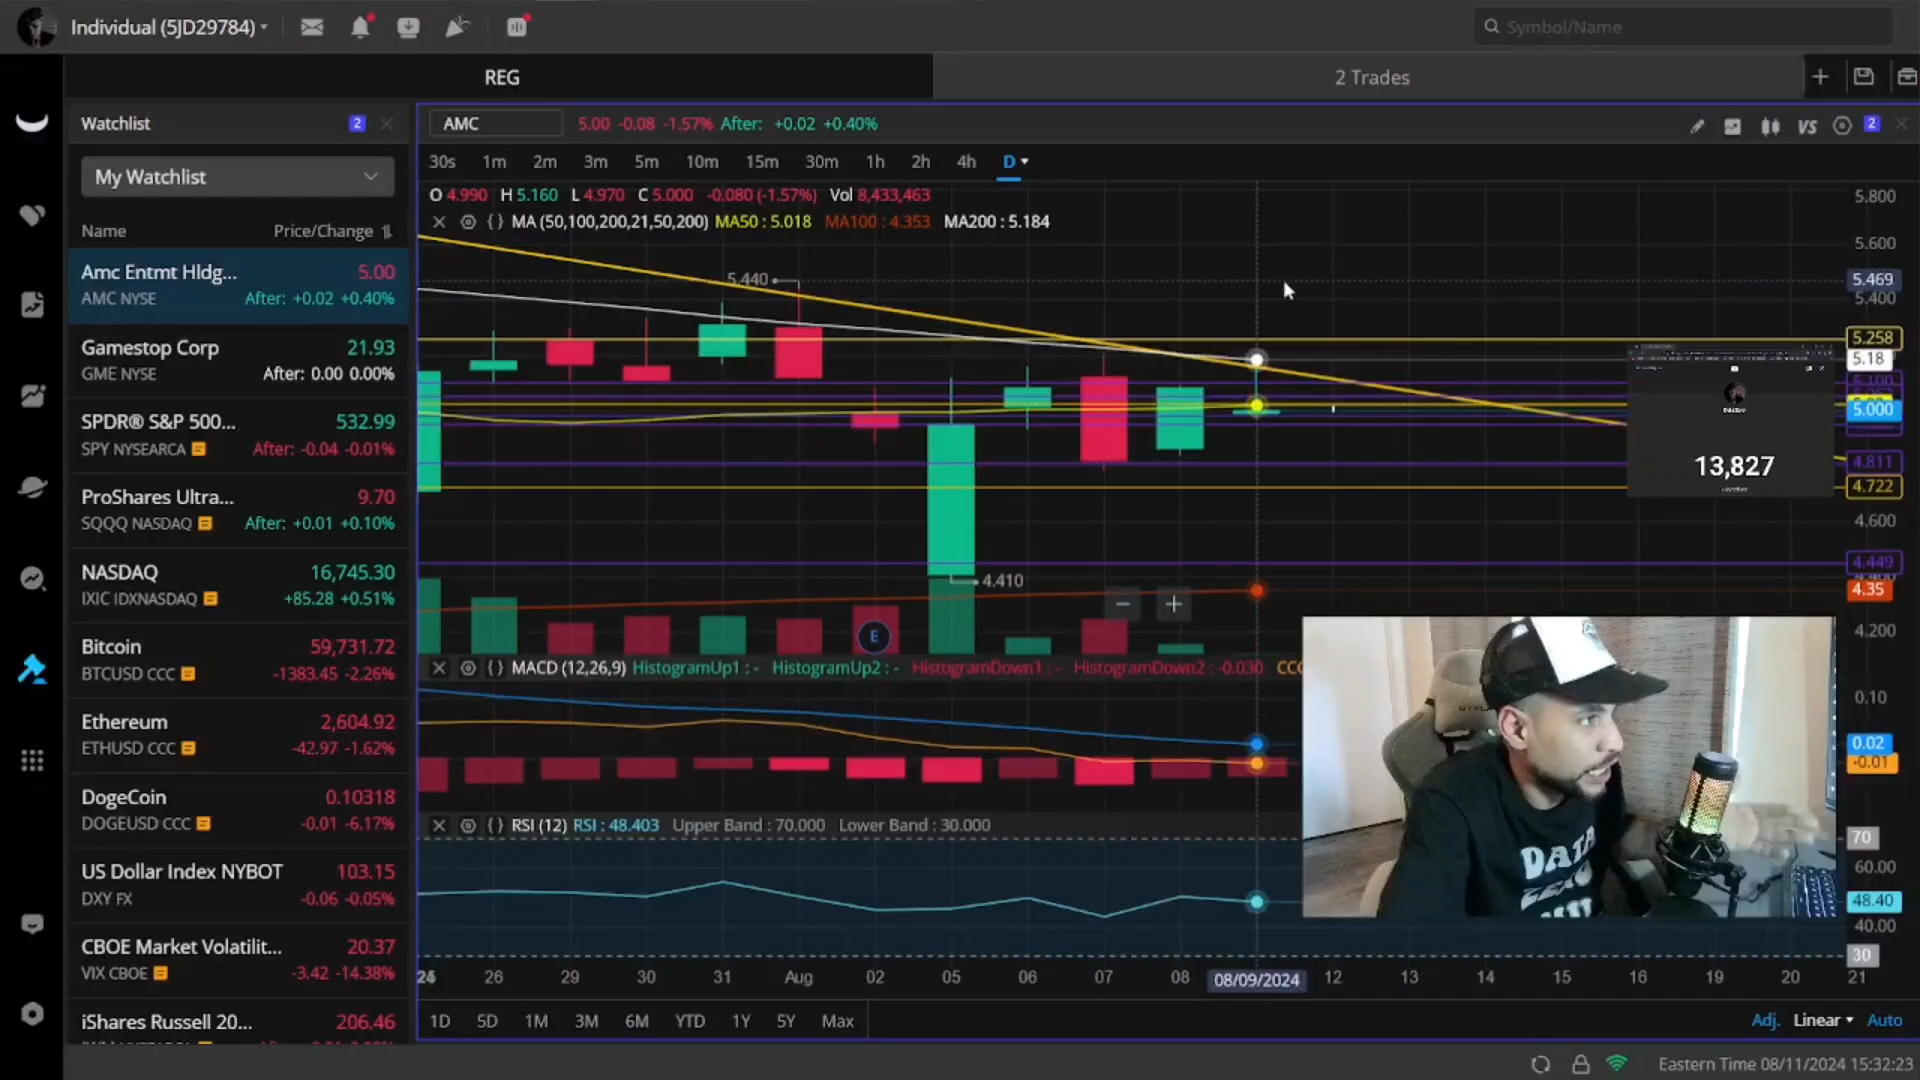 Individual (5JD29784)
Symbol/Name
REG
2 Trades
Watchlist
2
My Watchlist
Name
Price/Change
Amc Entmt Hldg...
5.00
AMC NYSE
After: +0.02 +0.40%
Gamestop Corp
21.93
GME NYSE
After: 0.00 0.00%
SPDR® S&P 500...
532.99
SPY NYSEARCA
After: -0.04 -0.01%
ProShares Ultra...
9.70
SQQQ NASDAQ
After: +0.01 +0.10%
NASDAQ
16,745.30
IXIC IDXNASDAQ
+85.28 +0.51%
Bitcoin
59,731.72
BTCUSD CCC
-1383.45 -2.26%
Ethereum
2,604.92
ETHUSD CCC
-42.97 -1.62%
DogeCoin
0.10318
DOGEUSD CCC
-0.01 -6.17%
US Dollar Index NYBOT
103.15
DXY FX
-0.06 -0.05%
CBOE Market Volatilit...
20.37
VIX CBOE
-3.42 -14.38%
iShares Russell 20...
206.46
AMC
5.00 -0.08 -1.57% After: +0.02 +0.40%
VS
2
30s 1m 2m 3m 5m 10m 15m 30m 1h 2h 4h D
O 4.990 H 5.160 L 4.970 C 5.000 -0.080 (-1.57%) Vol 8,433,463
MA (50,100,200,21,50,200) MA50 : 5.018 MA100 : 4.353 MA200 : 5.184
5.440
4.410
E
5.800
5.600
5.469
5.400
5.258
5.18
5.000
4.811
4.722
4.600
4.449
4.35
4.200
13,827
MACD (12,26,9) HistogramUp1 : - HistogramUp2 : - HistogramDown1 : - HistogramDown2 : -0.030
0.10
0.02
-0.01
RSI (12) RSI : 48.403 Upper Band : 70.000 Lower Band : 30.000
70
60.00
48.40
40.00
30
DATA
26 29 30 31 Aug 02 05 06 07 08 08/09/2024 12 13 14 15 16 19 20 21
1D 5D 1M 3M 6M YTD 1Y 5Y Max
Adj. Linear Auto
Eastern Time 08/11/2024 15:32:23